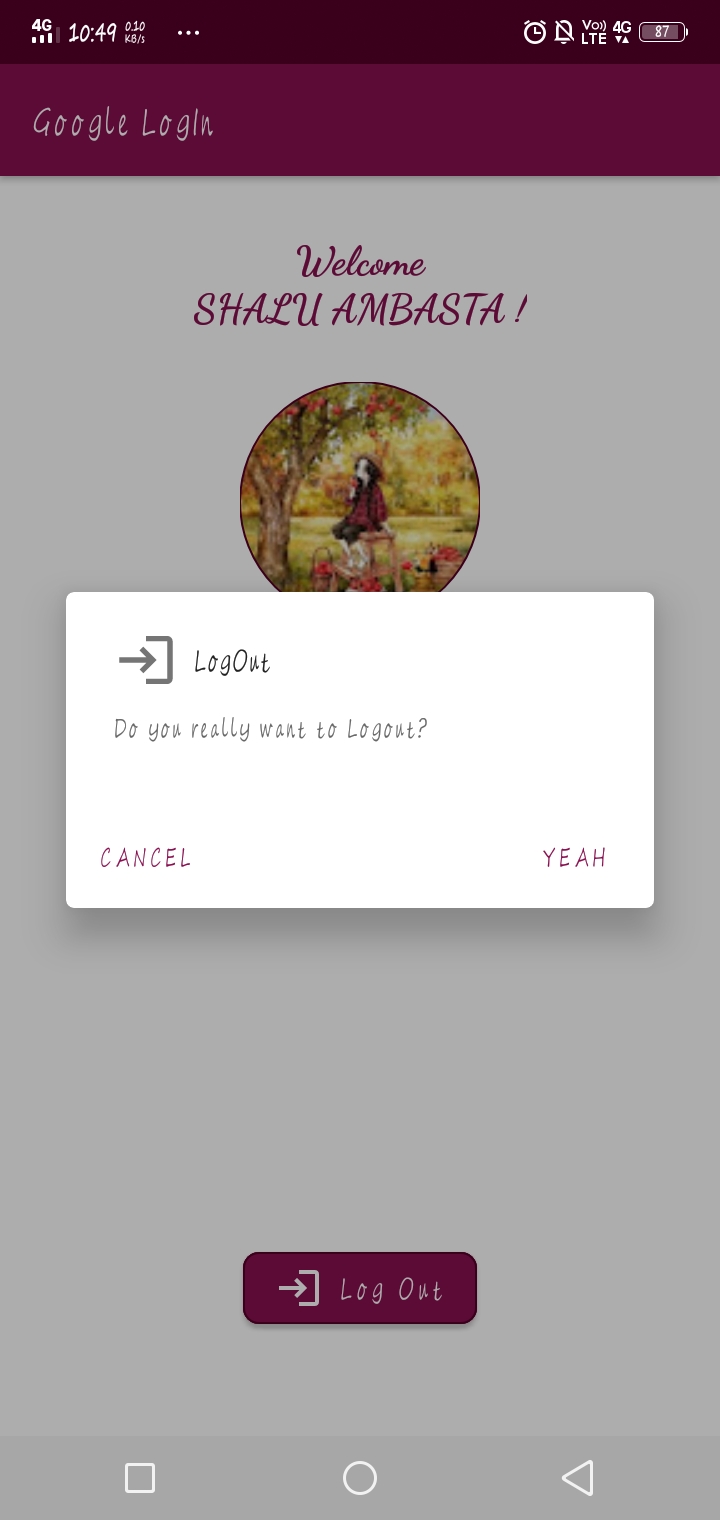 4G 10:49 0.10 KB/s ... Vo)) LTE 4G 87
Google LogIn
Welcome
SHALU AMBASTA !
LogOut
Do you really want to Logout?
CANCEL YEAH
Log Out